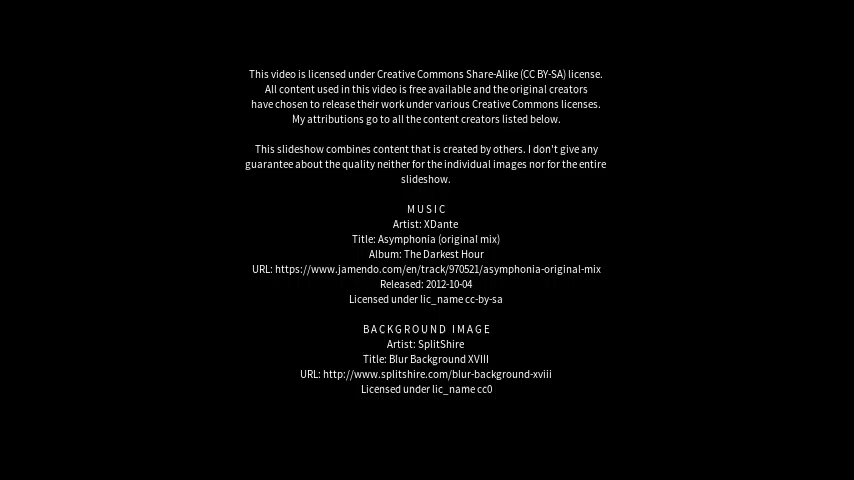 This video is licensed under Creative Commons Share-Alike (CC BY-SA) license.
All content used in this video is free available and the original creators
have chosen to release their work under various Creative Commons licenses.
My attributions go to all the content creators listed below.
This slideshow combines content that is created by others. I don't give any
guarantee about the quality neither for the individual images nor for the entire
slideshow.
MUSIC
Artist: XDante
Title: Asymphonia (original mix)
Album: The Darkest Hour
URL: https://www.jamendo.com/en/track/970521/asymphonia-original-mix
Released: 2012-10-04
Licensed under lic_name cc-by-sa
BACKGROUND IMAGE
Artist: SplitShire
Title: Blur Background XVIII
URL: http://www.splitshire.com/blur-background-xviii
Licensed under lic_name cc0